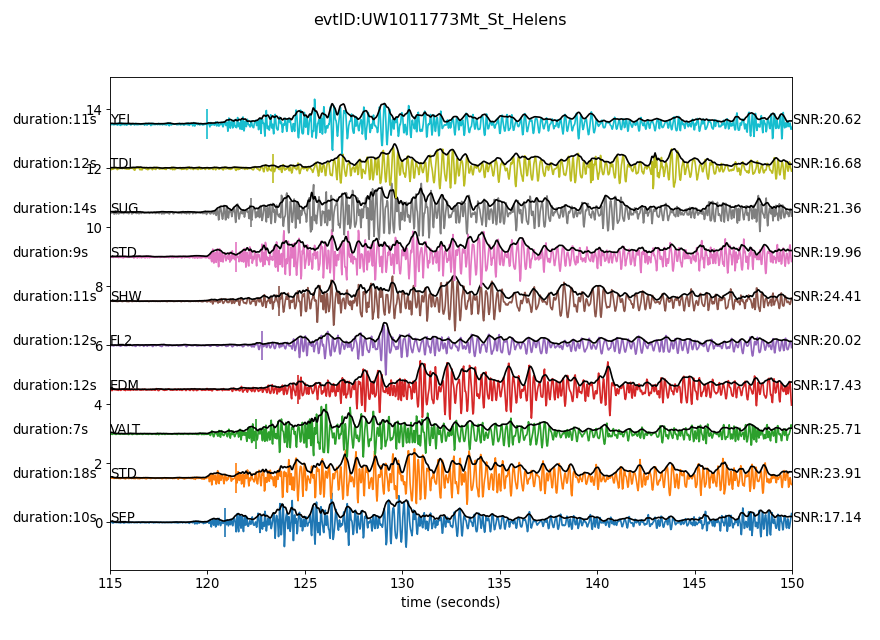 evtID:UW1011773Mt_St_Helens
14
duration:11s YEL SNR:20.62
duration:12s TDL SNR:16.68
12
duration:14s SUG SNR:21.36
10
duration:9s STD SNR:19.96
8
duration:11s SHW SNR:24.41
duration:12s FL2 SNR:20.02
6
duration:12s EDM SNR:17.43
4
duration:7s VALT SNR:25.71
2
duration:18s STD SNR:23.91
duration:10s SEP SNR:17.14
0
115 120 125 130 135 140 145 150
time (seconds)